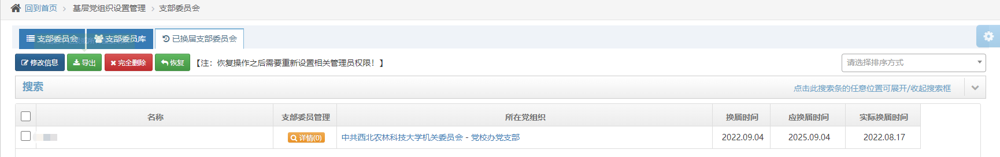 回到首页 > 基层党组织设置管理 > 支部委员会
支部委员会 支部委员库 已换届支部委员会
修改信息 导出 完全删除 恢复 【注：恢复操作之后需要重新设置相关管理员权限！】 请选择排序方式
搜索 点击此搜索条的任意位置可展开/收起搜索框
名称 支部委员管理 所在党组织 换届时间 应换届时间 实际换届时间
详情(0) 中共西北农林科技大学机关委员会 - 党校办党支部 2022.09.04 2025.09.04 2022.08.17